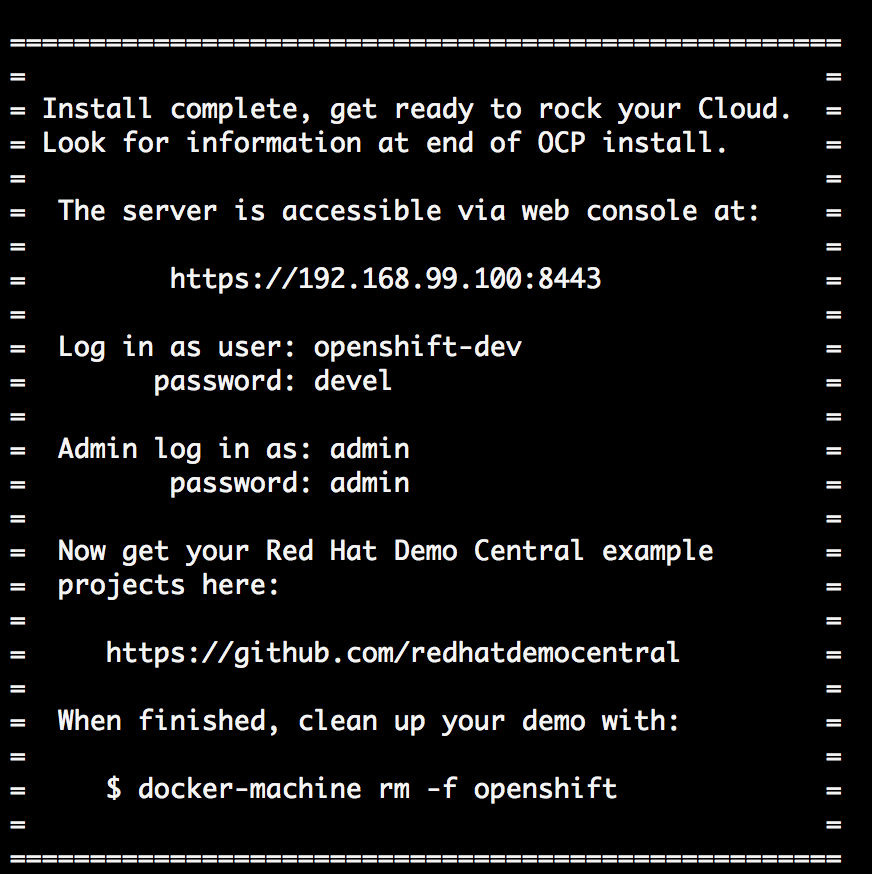 ====================================================
=                                                  =
= Install complete, get ready to rock your Cloud.  =
= Look for information at end of OCP install.      =
=                                                  =
=  The server is accessible via web console at:    =
=                                                  =
=         https://192.168.99.100:8443              =
=                                                  =
=  Log in as user: openshift-dev                   =
=        password: devel                           =
=                                                  =
=  Admin log in as: admin                          =
=         password: admin                          =
=                                                  =
=  Now get your Red Hat Demo Central example       =
=  projects here:                                  =
=                                                  =
=     https://github.com/redhatdemocentral         =
=                                                  =
=  When finished, clean up your demo with:         =
=                                                  =
=     $ docker-machine rm -f openshift             =
=                                                  =
====================================================